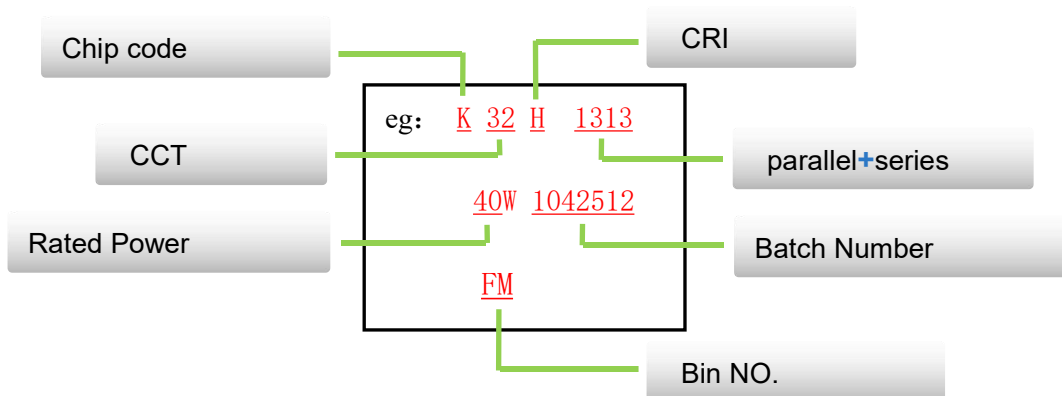 Chip code
CRI
eg: K 32 H 1313
CCT
parallel+series
40W 1042512
Rated Power
Batch Number
FM
Bin NO.